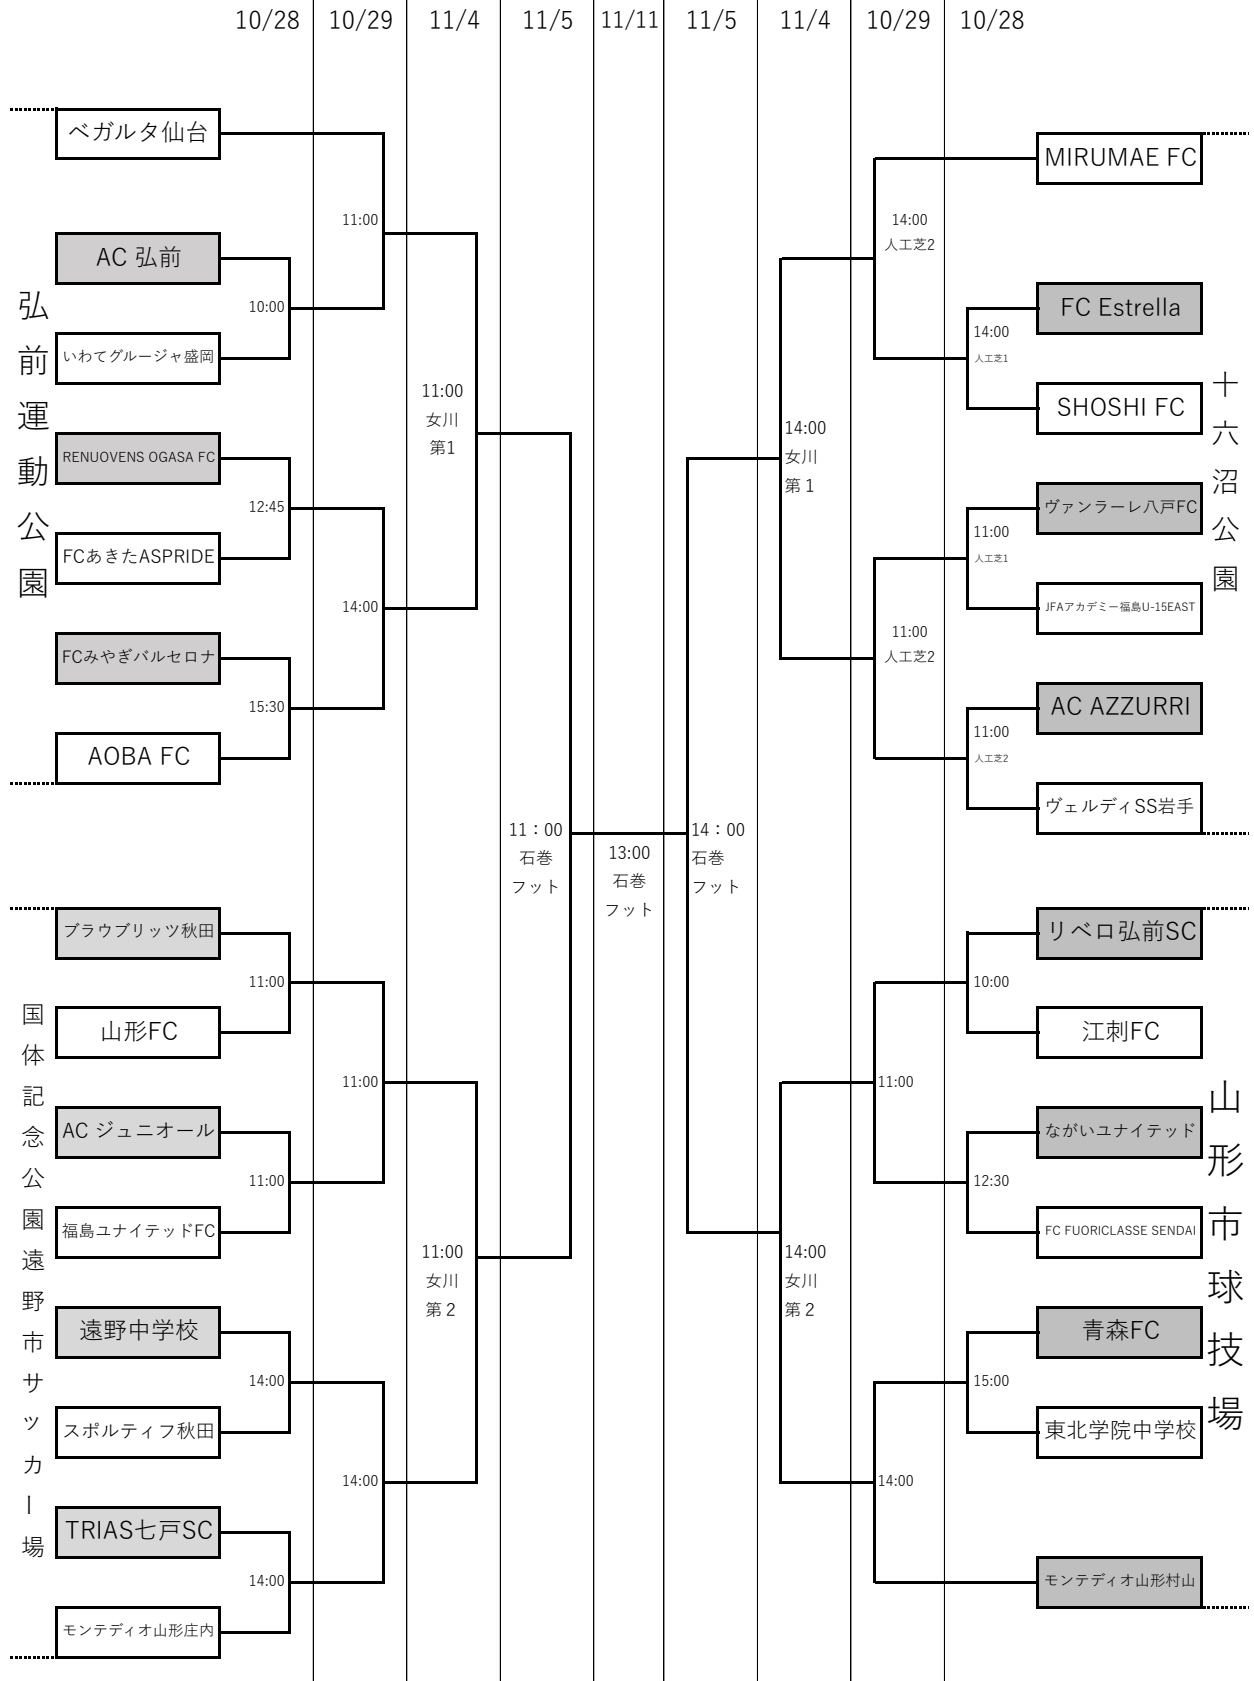 10/28 10/29 11/4 11/5 11/11 11/5 11/4 10/29 10/28
弘前運動公園
ベガルタ仙台
11:00
AC 弘前
10:00
いわてグルージャ盛岡
11:00
女川
第1
RENUOVENS OGASA FC
12:45
FCあきたASPRIDE
14:00
FCみやぎバルセロナ
15:30
AOBA FC
11：00
石巻
フット
国体記念公園遠野市サッカー場
ブラウブリッツ秋田
11:00
山形FC
11:00
AC ジュニオール
11:00
福島ユナイテッドFC
11:00
女川
第２
遠野中学校
14:00
スポルティフ秋田
14:00
TRIAS七戸SC
14:00
モンテディオ山形庄内
13:00
石巻
フット
十六沼公園
MIRUMAE FC
14:00
人工芝2
FC Estrella
14:00
人工芝1
SHOSHI FC
14:00
女川
第１
ヴァンラーレ八戸FC
11:00
人工芝1
JFAアカデミー福島U-15EAST
11:00
人工芝2
AC AZZURRI
11:00
人工芝2
ヴェルディSS岩手
14：00
石巻
フット
山形市球技場
リベロ弘前SC
10:00
江刺FC
11:00
ながいユナイテッド
12:30
FC FUORICLASSE SENDAI
14:00
女川
第２
青森FC
15:00
東北学院中学校
14:00
モンテディオ山形村山